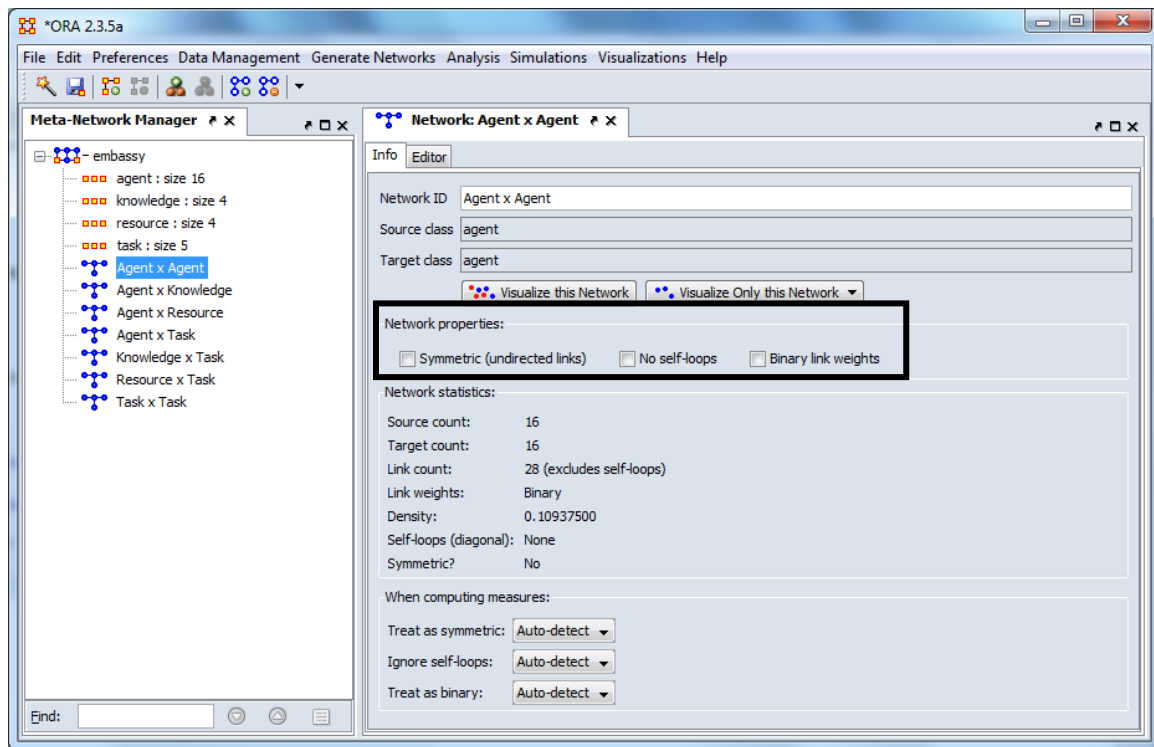 *ORA 2.3.5a
File Edit Preferences Data Management Generate Networks Analysis Simulations Visualizations Help
Meta-Network Manager
embassy
agent : size 16
knowledge : size 4
resource : size 4
task : size 5
Agent x Agent
Agent x Knowledge
Agent x Resource
Agent x Task
Knowledge x Task
Resource x Task
Task x Task
Find:
Network: Agent x Agent
Info Editor
Network ID Agent x Agent
Source class agent
Target class agent
Visualize this Network Visualize Only this Network
Network properties:
Symmetric (undirected links) No self-loops Binary link weights
Network statistics:
Source count: 16
Target count: 16
Link count: 28 (excludes self-loops)
Link weights: Binary
Density: 0.10937500
Self-loops (diagonal): None
Symmetric? No
When computing measures:
Treat as symmetric: Auto-detect
Ignore self-loops: Auto-detect
Treat as binary: Auto-detect